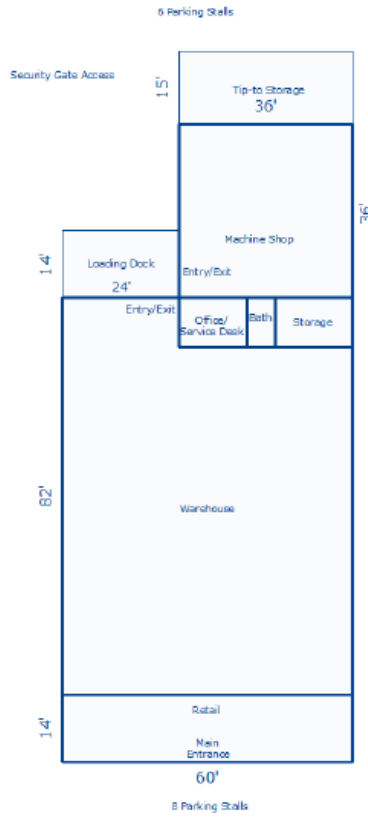 6 Parking Stalls
Security Gate Access
15'
Tip-to Storage
36'
36'
Machine Shop
14'
Loading Dock
24'
Entry/Exit
Entry/Exit
Office/
Service Desk
Bath
Storage
82'
Warehouse
14'
Retail
Main
Entrance
60'
8 Parking Stalls